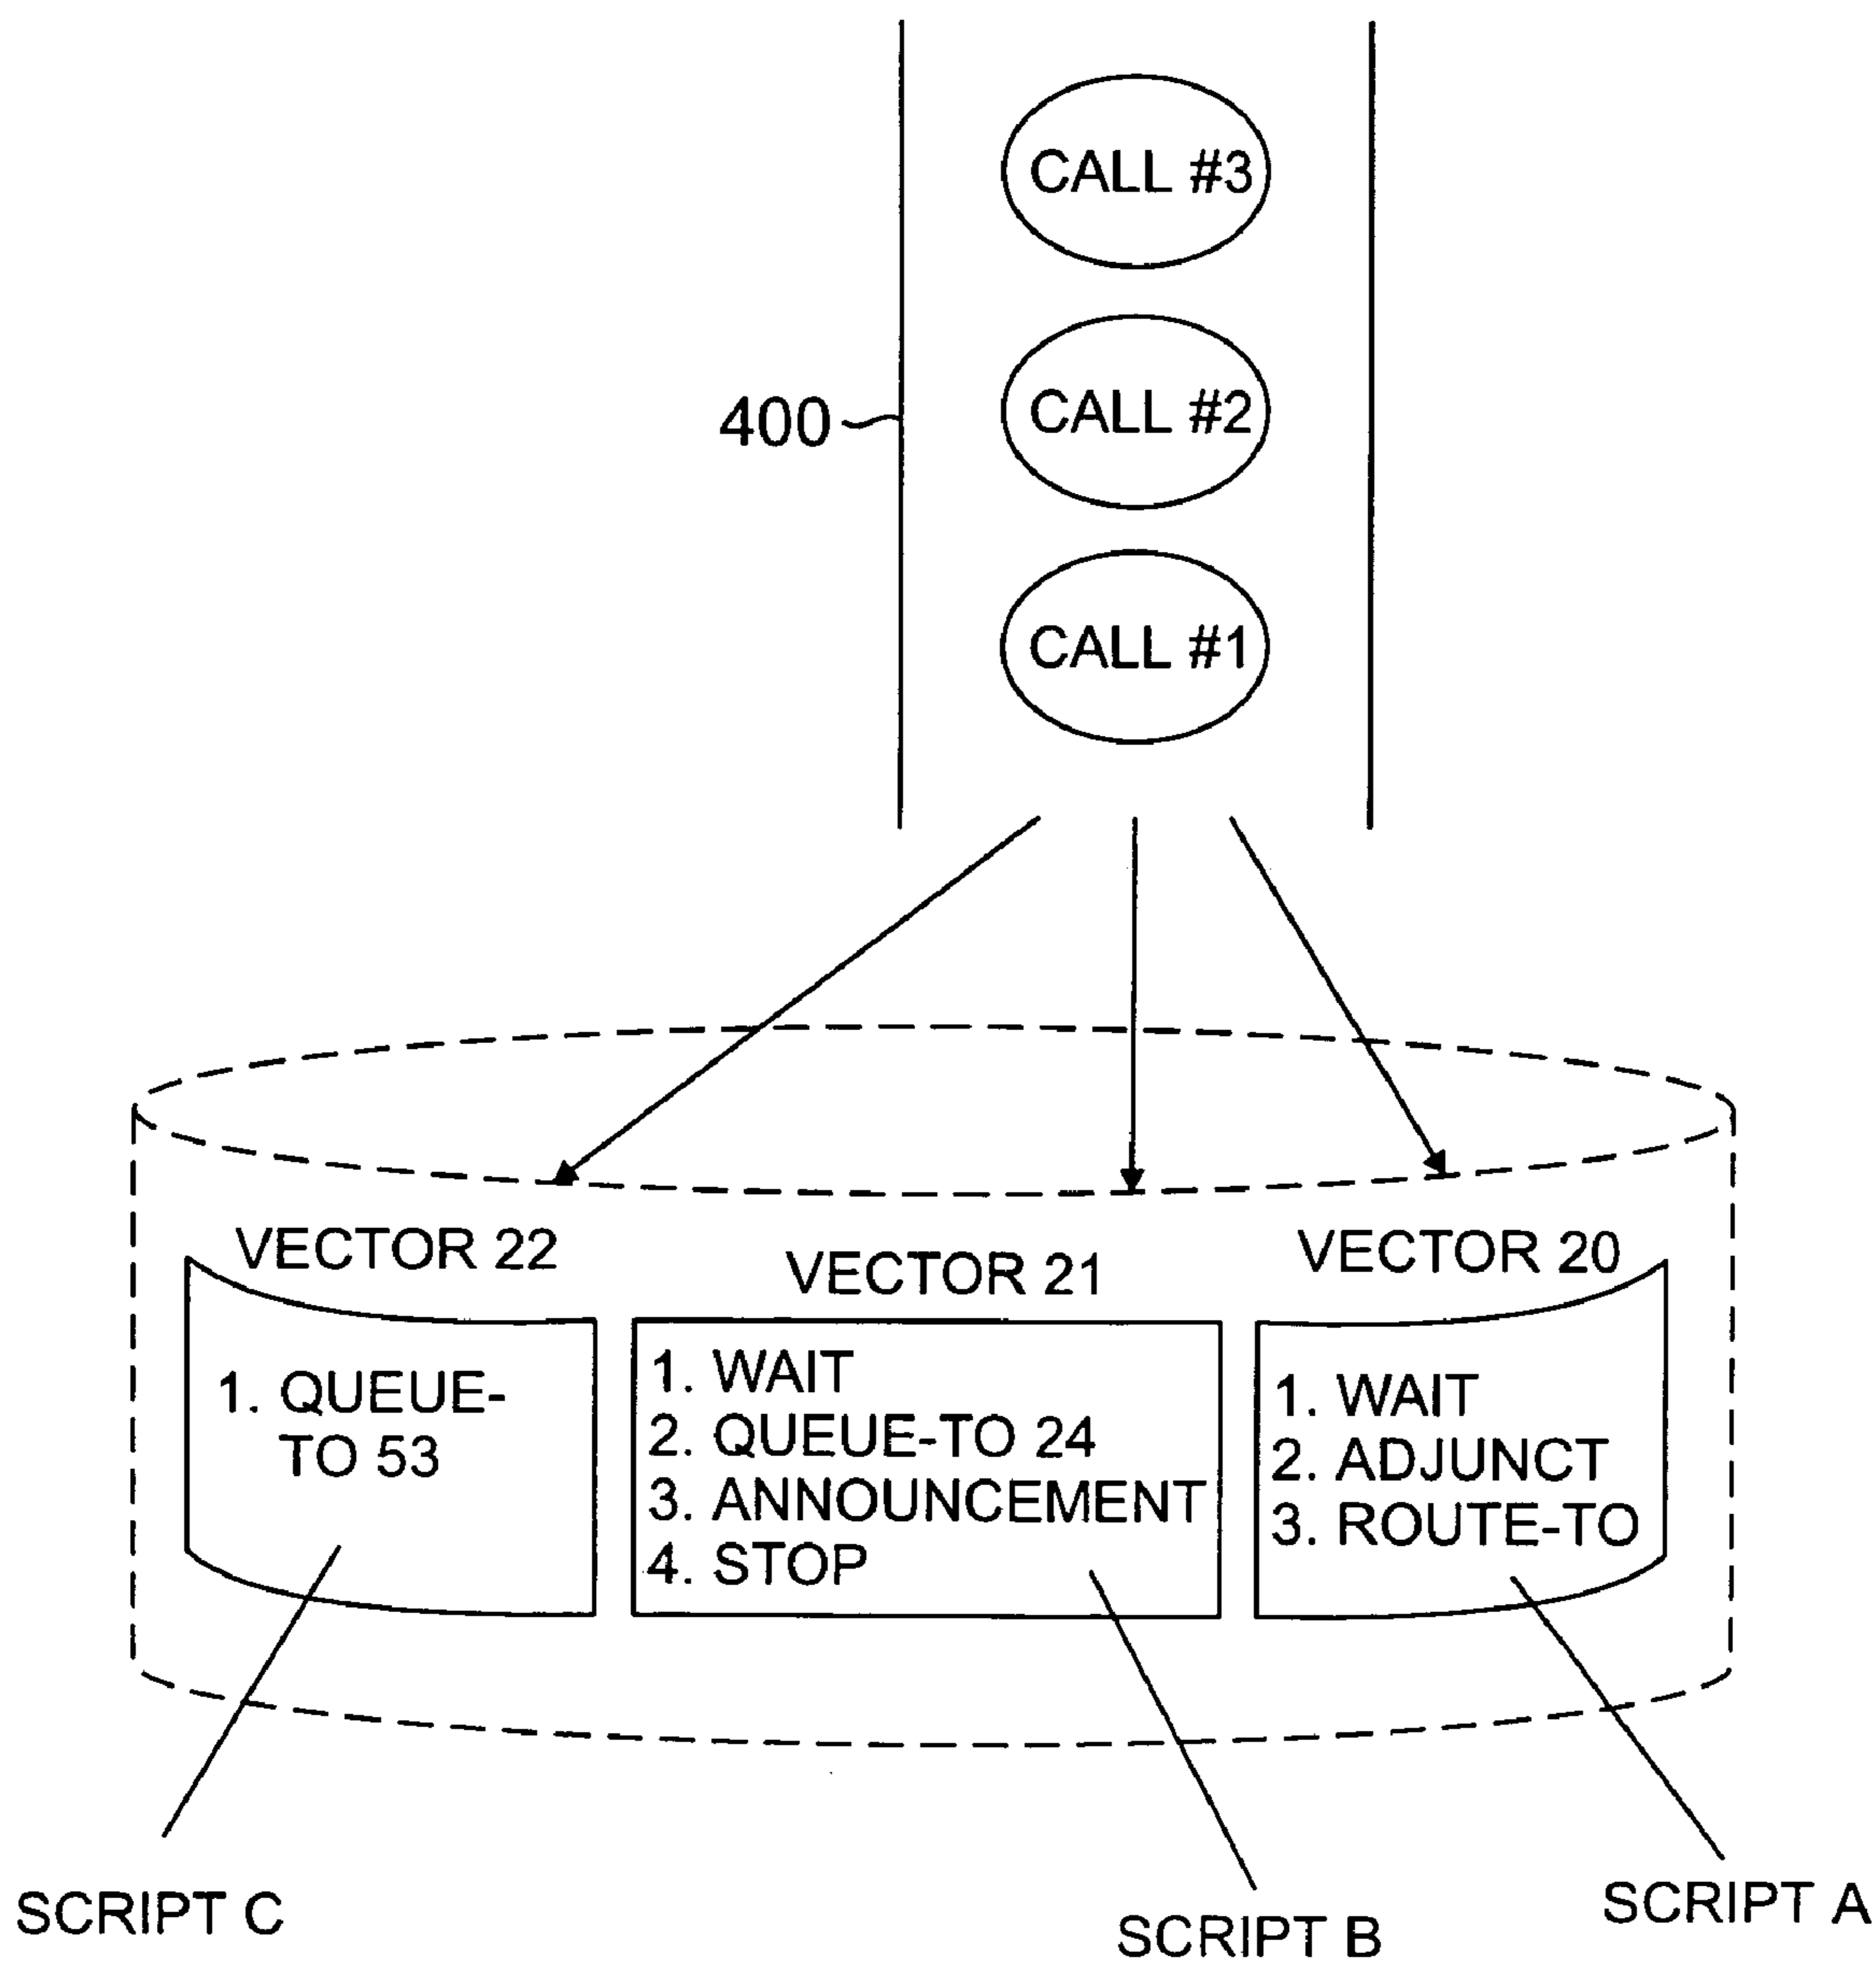 CALL #3
CALL #2
400
CALL #1
VECTOR 22
1. QUEUE-
TO 53
VECTOR 21
1. WAIT
2. QUEUE-TO 24
3. ANNOUNCEMENT
4. STOP
VECTOR 20
1. WAIT
2. ADJUNCT
3. ROUTE-TO
SCRIPT C
SCRIPT B
SCRIPT A